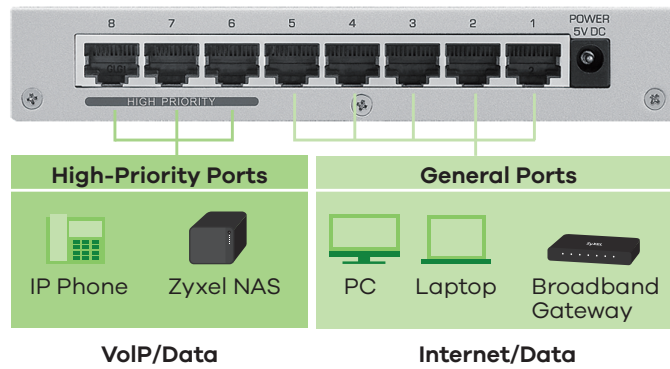 8 7 6 5 4 3 2 1
POWER
5V DC
HIGH PRIORITY
High-Priority Ports
General Ports
IP Phone
Zyxel NAS
ZyXEL
PC
Laptop
Broadband
Gateway
VoIP/Data
Internet/Data